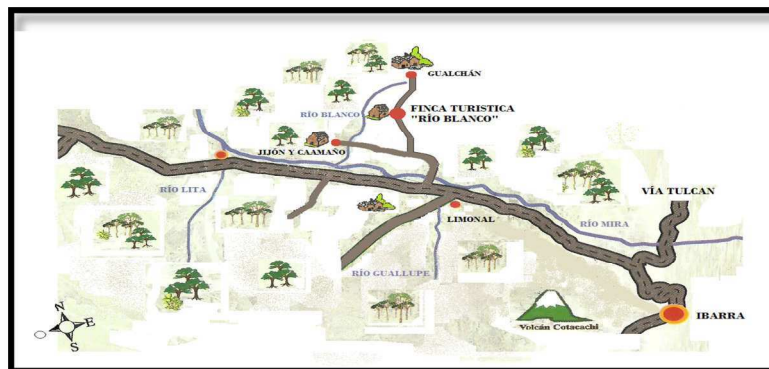 GUALCHÁN
FINCA TURISTICA
"RÍO BLANCO"
RÍO BLANCO
JIJÓN Y CAAMAÑO
RÍO LITA
VÍA TULCAN
LIMONAL
RÍO MIRA
RÍO GUALLUPE
Volcán Cotacachi
IBARRA
N
E
S